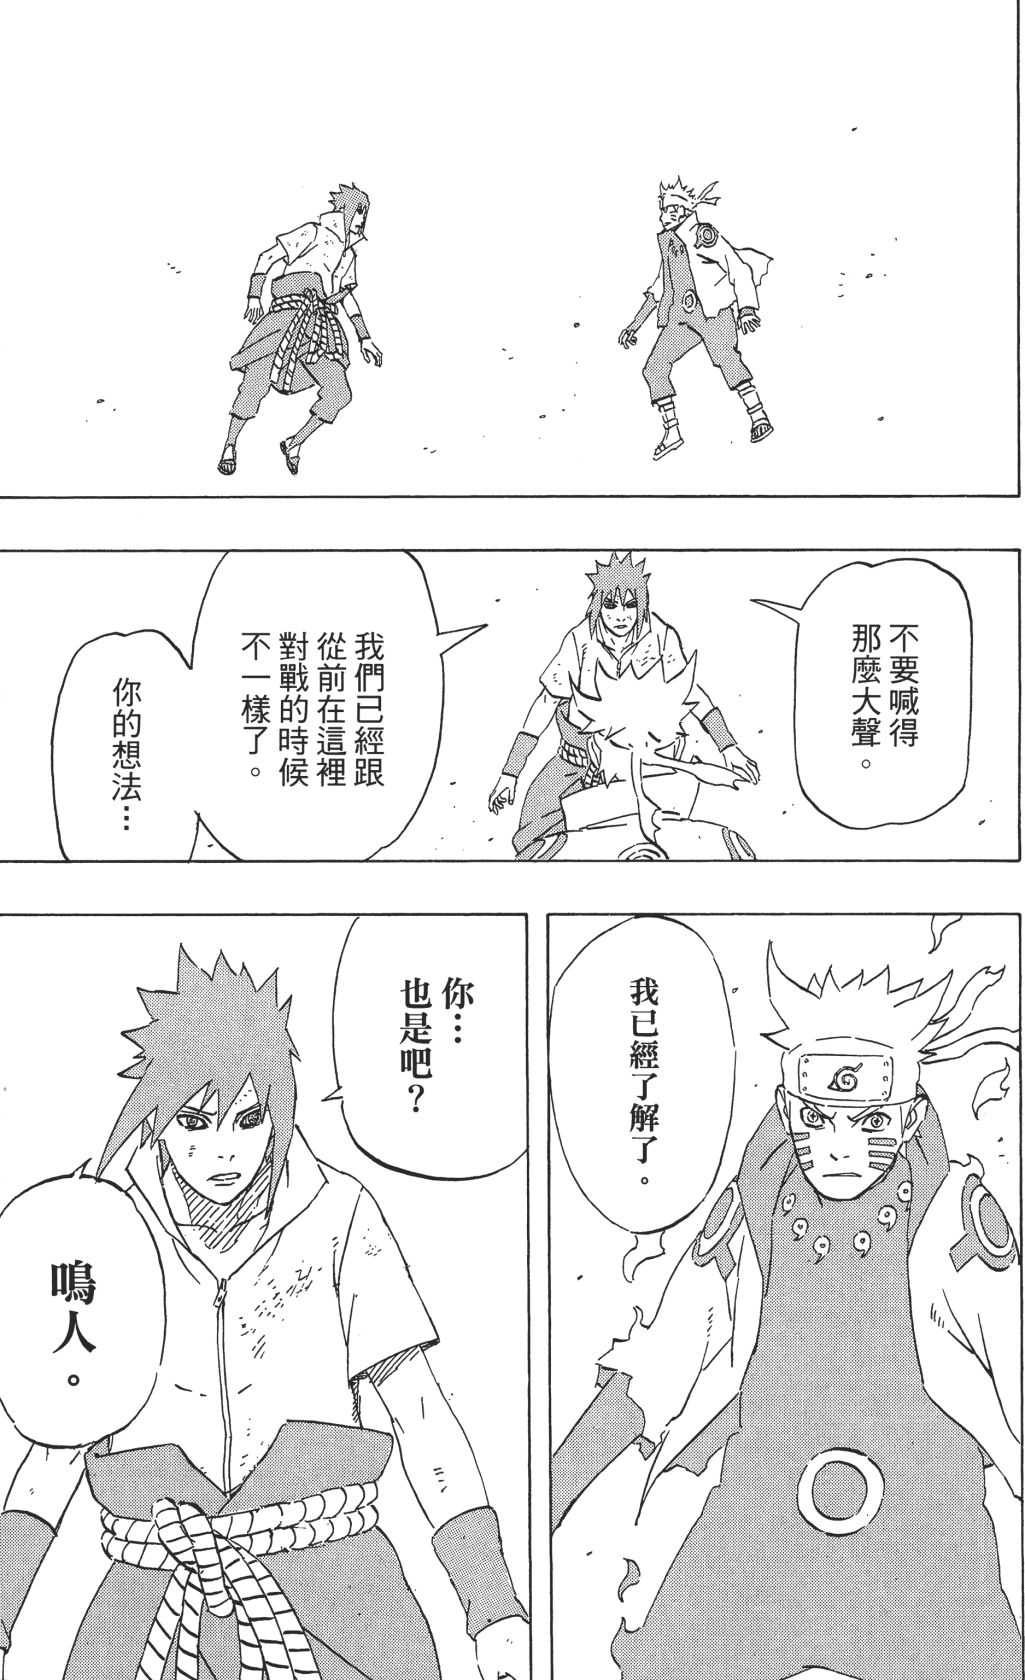 不要喊得
那麼大聲。
我們已經跟
從前在這裡
對戰的時候
不一樣了。
你的想法…
我已經了解了。
你…
也是吧？
鳴人。